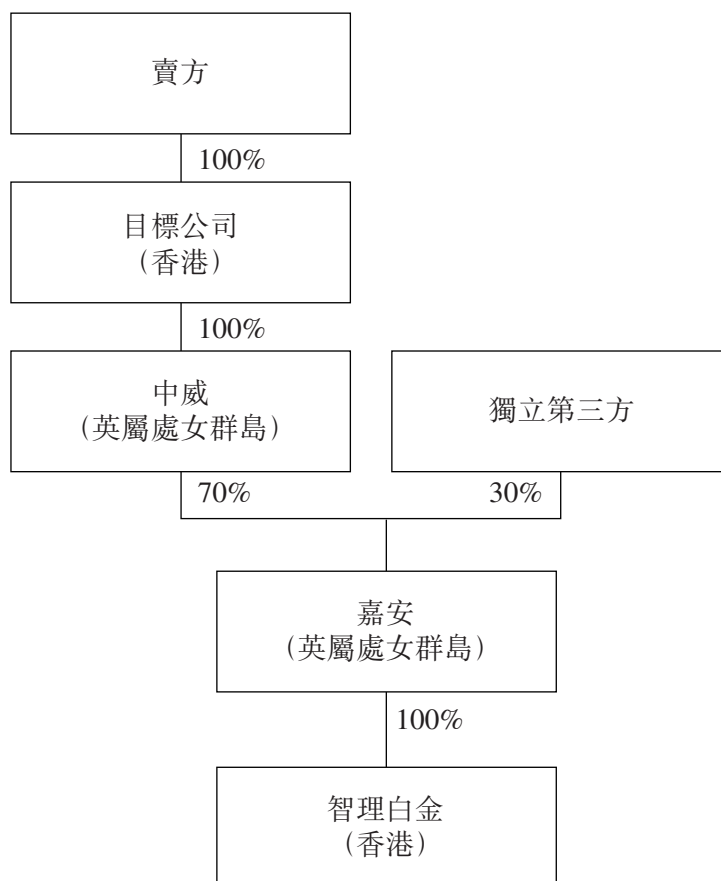 賣方
100%
目標公司
（香港）
100%
中威
（英屬處女群島）
獨立第三方
70%
30%
嘉安
（英屬處女群島）
100%
智理白金
（香港）